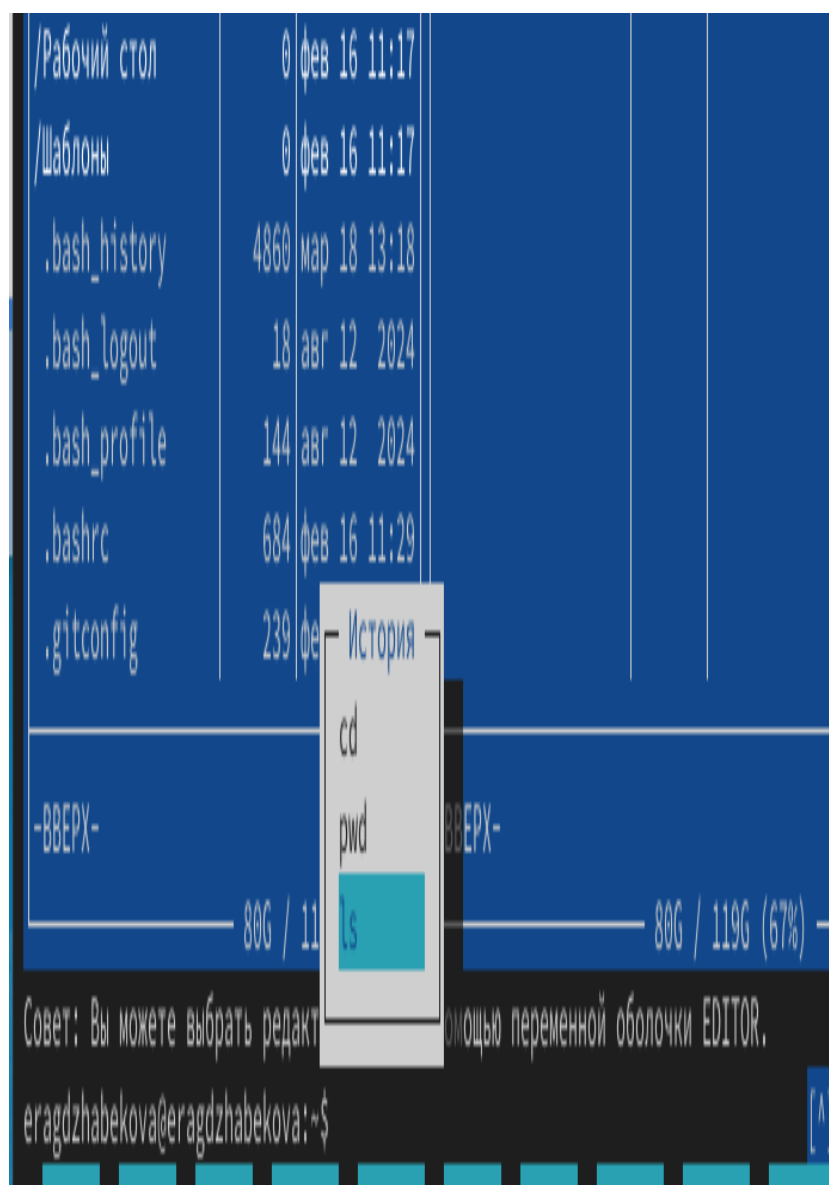 /Рабочий стол 0 фев 16 11:17
/Шаблоны 0 фев 16 11:17
.bash_history 4860 мар 18 13:18
.bash_logout 18 авг 12 2024
.bash_profile 144 авг 12 2024
.bashrc 684 фев 16 11:29
.gitconfig 239 фе
История
cd
pwd
ls
-ВВЕРХ- ВВЕРХ-
80G / 11 80G / 119G (67%)
Совет: Вы можете выбрать редакт омощью переменной оболочки EDITOR.
eragdzhabekova@eragdzhabekova:~$ [^]